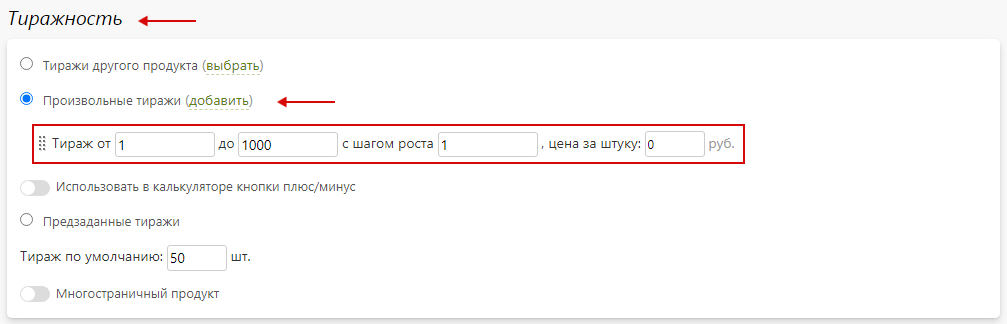 Тиражность
Тиражи другого продукта (выбрать)
Произвольные тиражи (добавить)
Тираж от 1 до 1000 с шагом роста 1 , цена за штуку: 0 руб.
Использовать в калькуляторе кнопки плюс/минус
Предзаданные тиражи
Тираж по умолчанию: 50 шт.
Многостраничный продукт